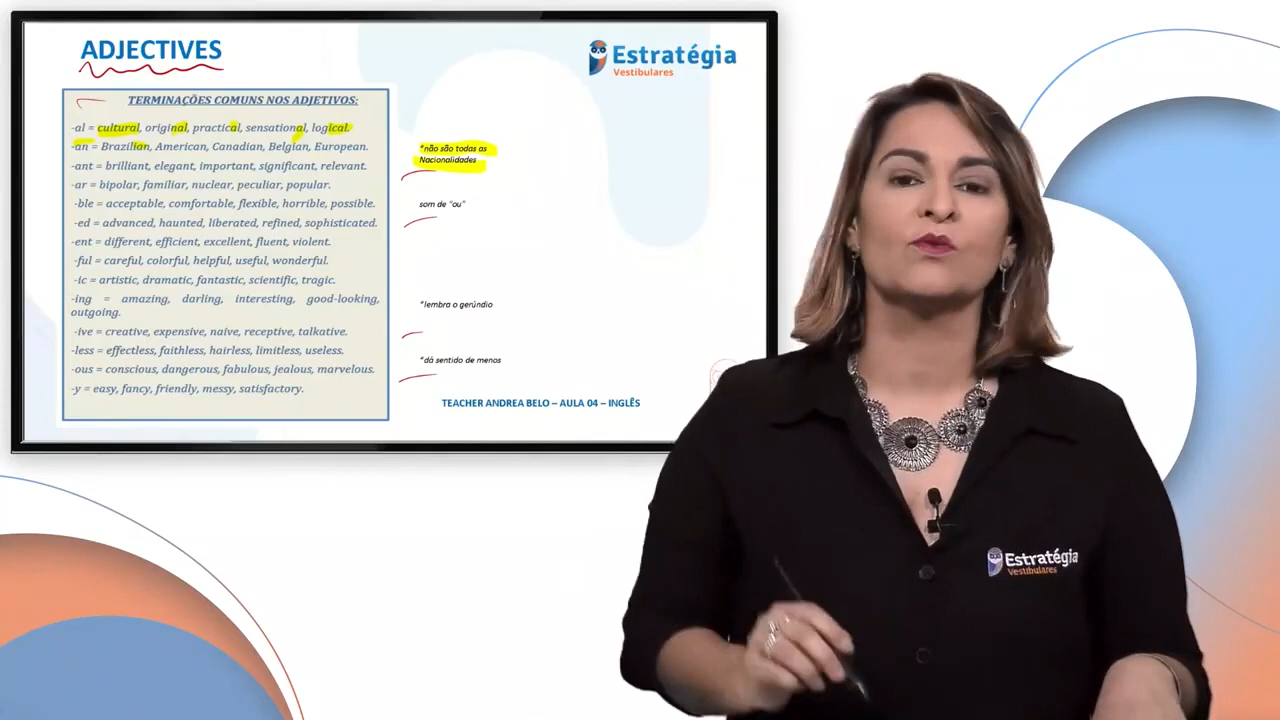 ADJECTIVES
Estratégia
Vestibulares
TERMINAÇÕES COMUNS NOS ADJETIVOS:
-al = cultural, original, practical, sensational, logical.
-an = Brazilian, American, Canadian, Belgian, European.
-ant = brilliant, elegant, important, significant, relevant.
-ar = bipolar, familiar, nuclear, peculiar, popular.
-ble = acceptable, comfortable, flexible, horrible, possible.
-ed = advanced, haunted, liberated, refined, sophisticated.
-ent = different, efficient, excellent, fluent, violent.
-ful = careful, colorful, helpful, useful, wonderful.
-ic = artistic, dramatic, fantastic, scientific, tragic.
-ing = amazing, darling, interesting, good-looking,
outgoing.
-ive = creative, expensive, naive, receptive, talkative.
-less = effectless, faithless, hairless, limitless, useless.
-ous = conscious, dangerous, fabulous, jealous, marvelous.
-y = easy, fancy, friendly, messy, satisfactory.
*não são todas as
Nacionalidades
som de "ou"
*lembra o gerúndio
*dá sentido de menos
TEACHER ANDREA BELO – AULA 04 – INGLÊS
Estratégia
Vestibulares